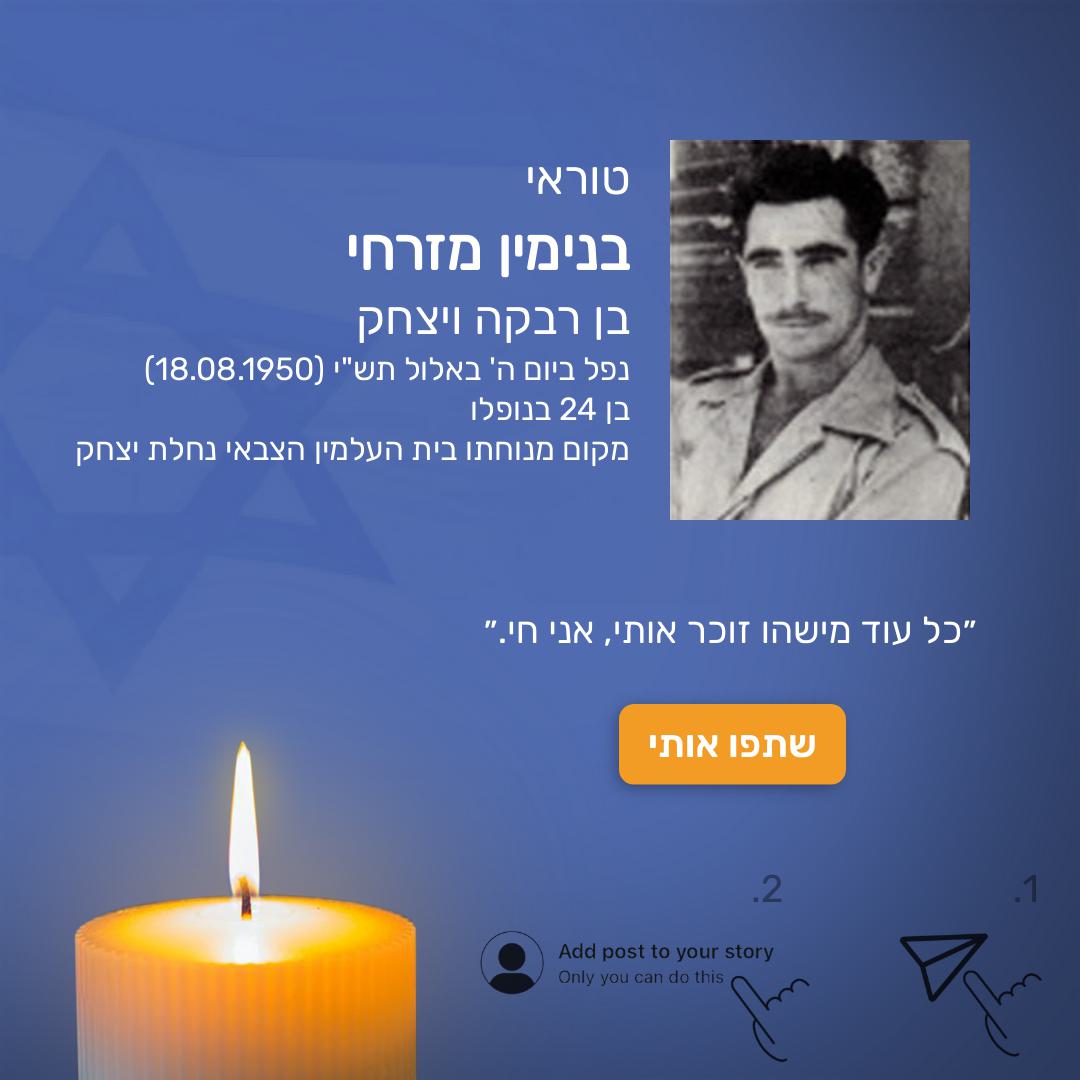 טוראי
בנימין מזרחי
בן רבקה ויצחק
נפל ביום ה' באלול תש"י (18.08.1950)
בן 24 בנופלו
מקום מנוחתו בית העלמין הצבאי נחלת יצחק
״כל עוד מישהו זוכר אותי, אני חי.״
שתפו אותי
1.
2.
Add post to your story
Only you can do this